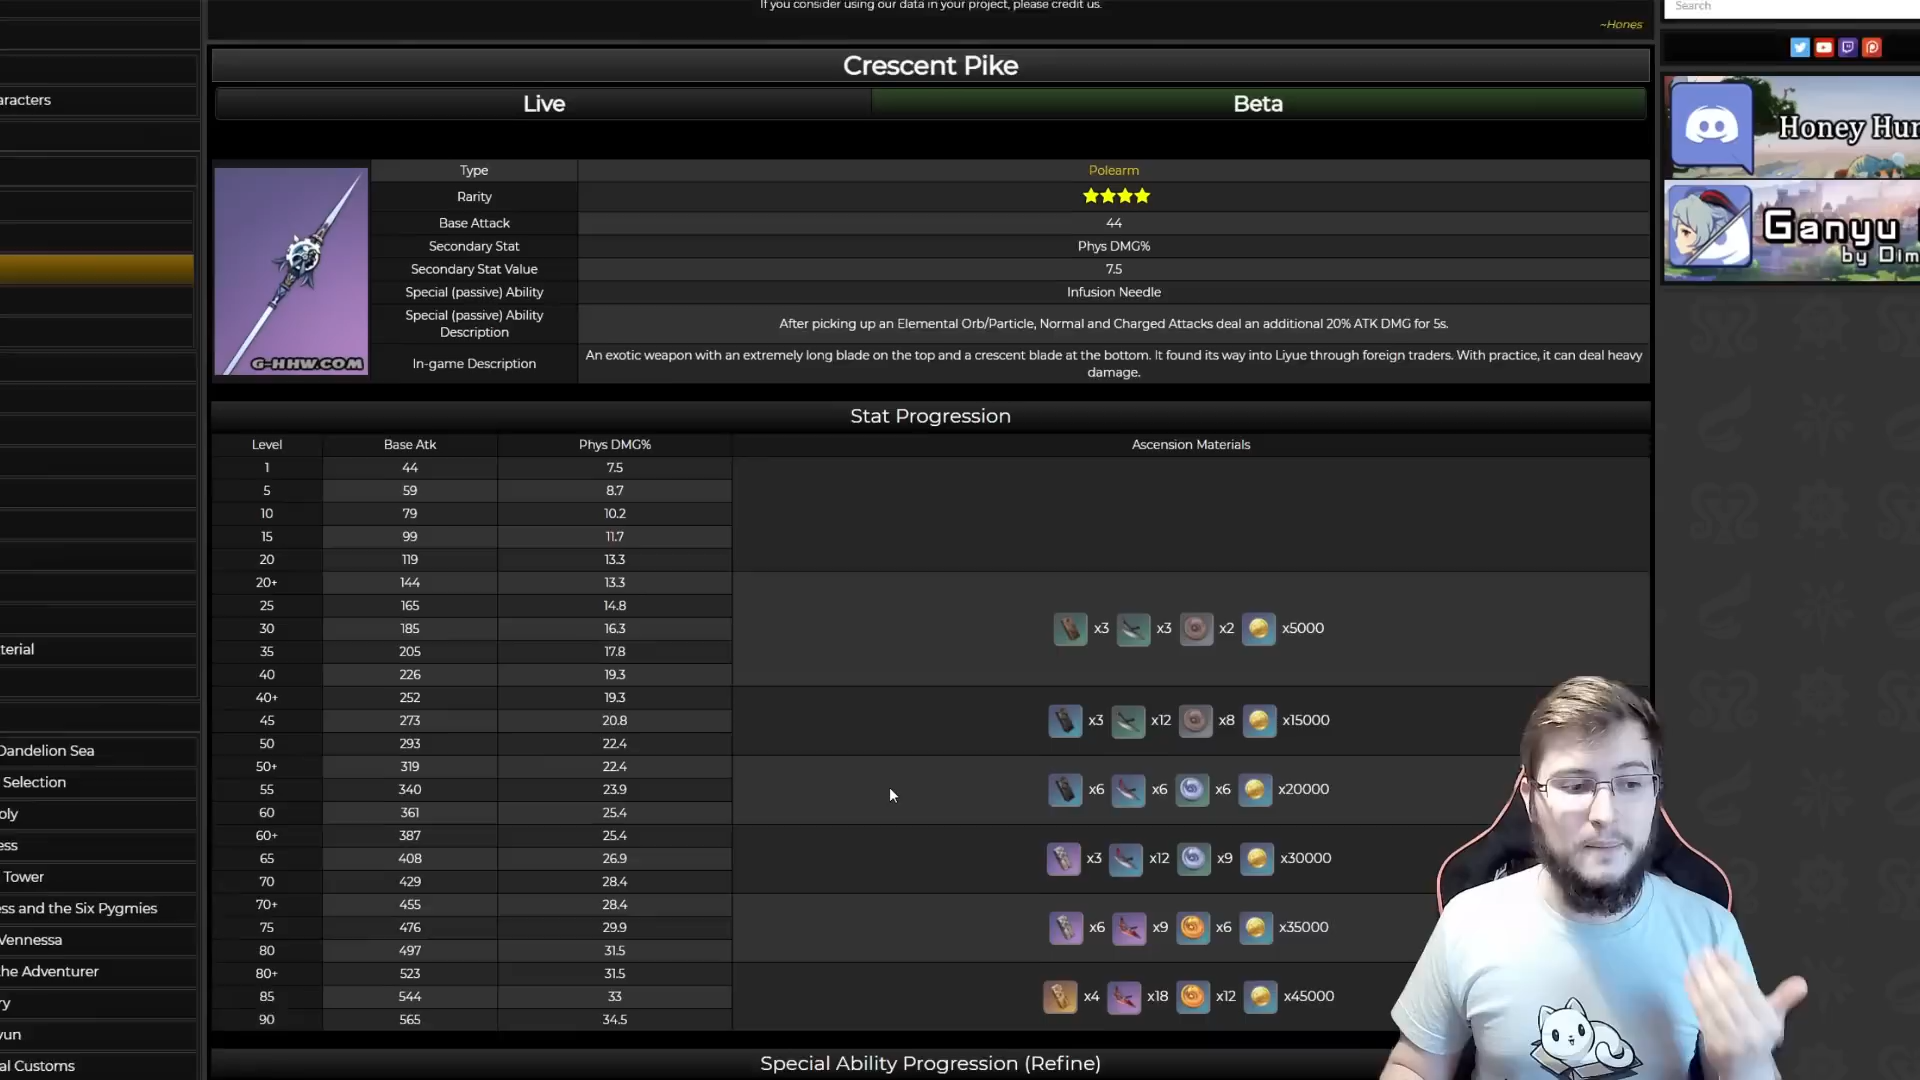 If you consider using our data in your project, please credit us.
~Hones
Search
Crescent Pike
Live
Beta
Type
Polearm
Rarity
Base Attack
44
Secondary Stat
Phys DMG%
Secondary Stat Value
7.5
Special (passive) Ability
Infusion Needle
Special (passive) Ability
Description
After picking up an Elemental Orb/Particle, Normal and Charged Attacks deal an additional 20% ATK DMG for 5s.
In-game Description
An exotic weapon with an extremely long blade on the top and a crescent blade at the bottom. It found its way into Liyue through foreign traders. With practice, it can deal heavy
damage.
G-HHW.COM
Honey Hun
Ganyu
by Dim
Stat Progression
Level Base Atk Phys DMG% Ascension Materials
1 44 7.5
5 59 8.7
10 79 10.2
15 99 11.7
20 119 13.3
20+ 144 13.3
25 165 14.8
30 185 16.3
x3 x3 x2 x5000
35 205 17.8
40 226 19.3
40+ 252 19.3
45 273 20.8
x3 x12 x8 x15000
50 293 22.4
50+ 319 22.4
55 340 23.9
x6 x6 x6 x20000
60 361 25.4
60+ 387 25.4
65 408 26.9
x3 x12 x9 x30000
70 429 28.4
70+ 455 28.4
75 476 29.9
x6 x9 x6 x35000
80 497 31.5
80+ 523 31.5
85 544 33
x4 x18 x12 x45000
90 565 34.5
Special Ability Progression (Refine)
aracters
terial
Dandelion Sea
Selection
oly
ess
Tower
ess and the Six Pygmies
Vennessa
the Adventurer
ry
yun
al Customs